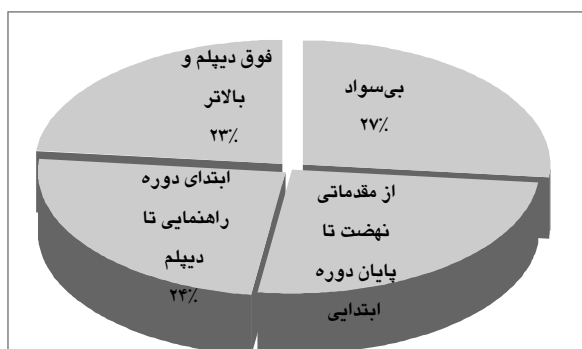 بی‌سواد
۲۷٪
از مقدماتی
نهضت تا
پایان دوره
ابتدایی
ابتدای دوره
راهنمایی تا
دیپلم
۲۴٪
فوق دیپلم و
بالاتر
۲۳٪